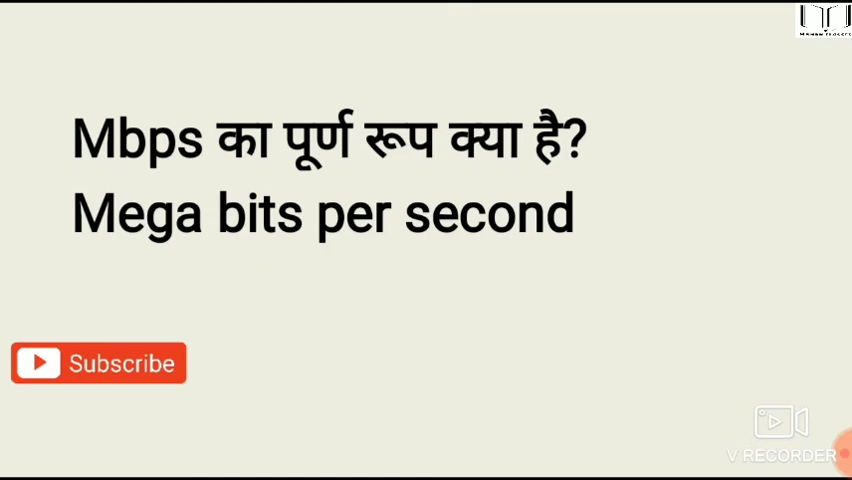 Mbps का पूर्ण रूप क्या है?
Mega bits per second
Subscribe
V RECORDER